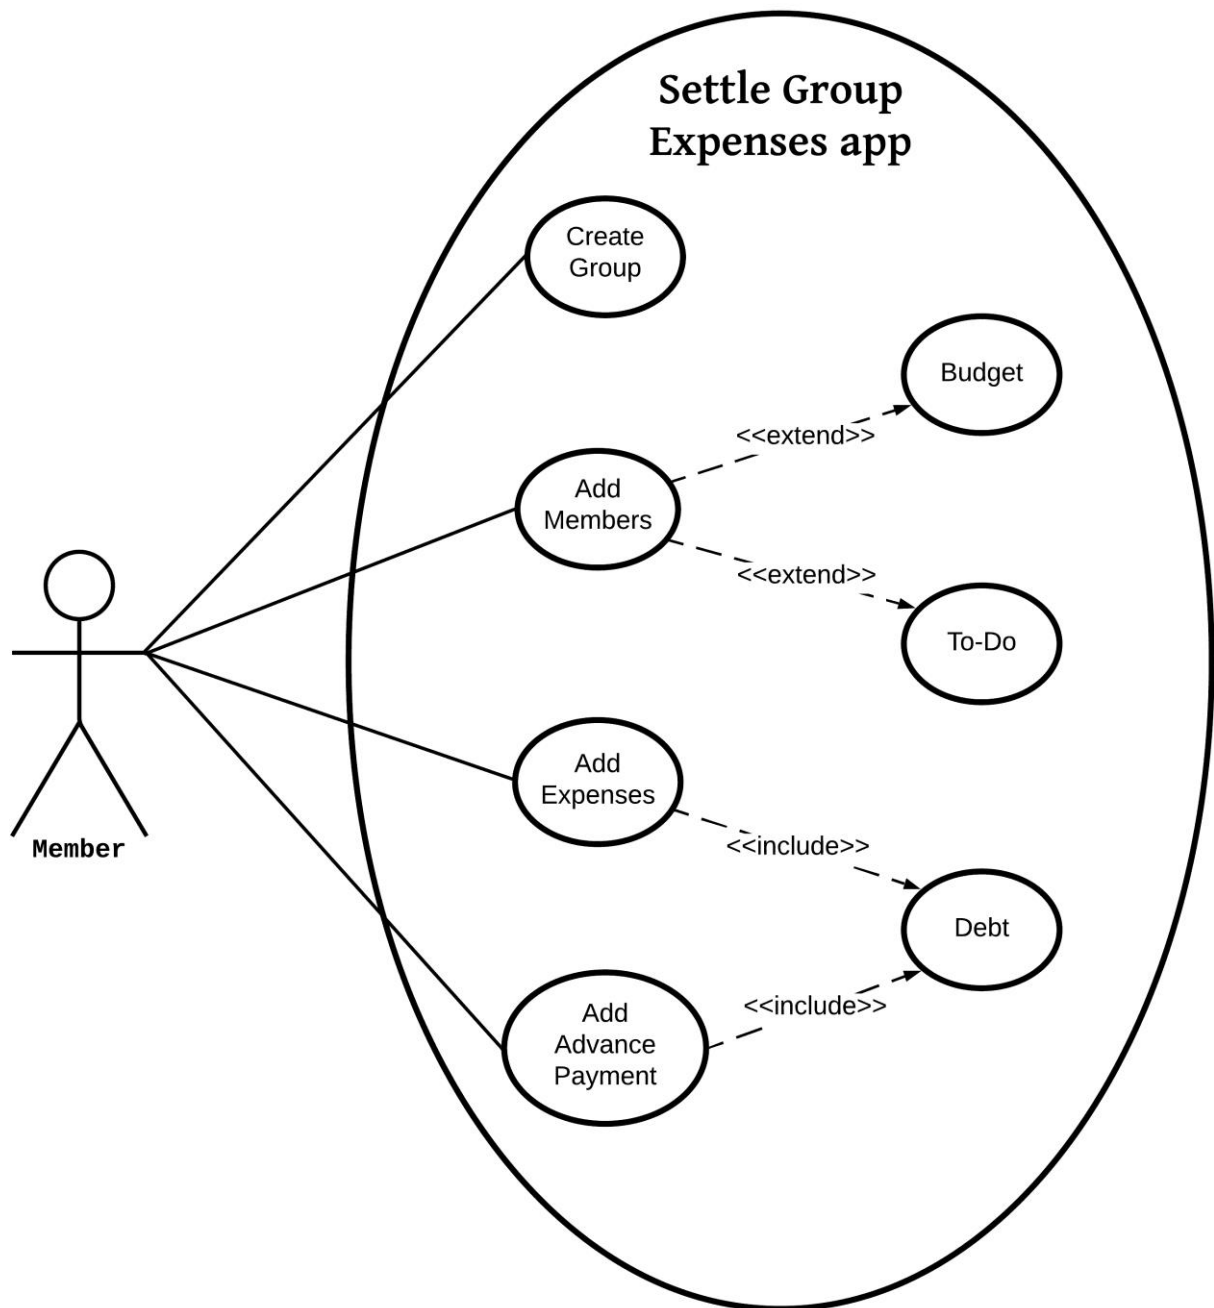 Settle Group
Expenses app
Create
Group
Budget
<<extend>>
Add
Members
<<extend>>
To-Do
Add
Expenses
<<include>>
Member
Debt
<<include>>
Add
Advance
Payment